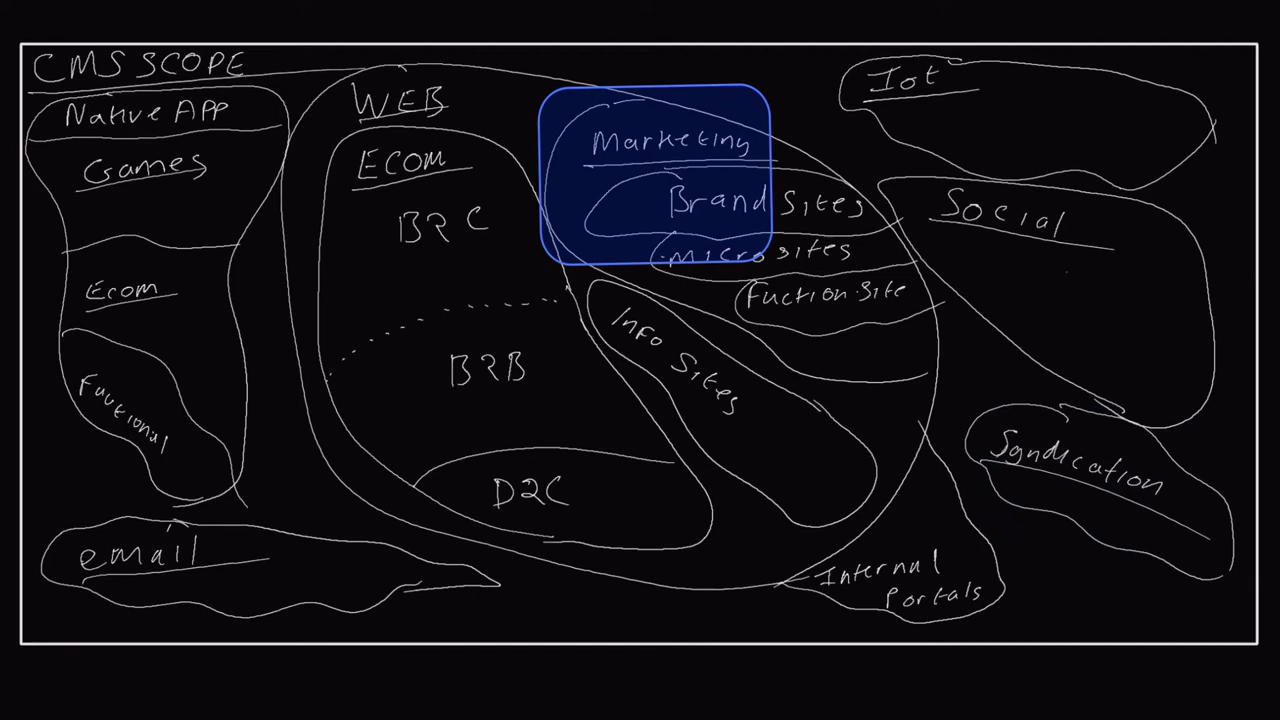 CMS SCOPE
Native APP
Games
Ecom
Fuctional
email
WEB
ECOM
B2C
B2B
D2C
Marketing
Brand Sites
Microsites
Fuction Site
Info Sites
Internal
Portals
Iot
Social
Syndication